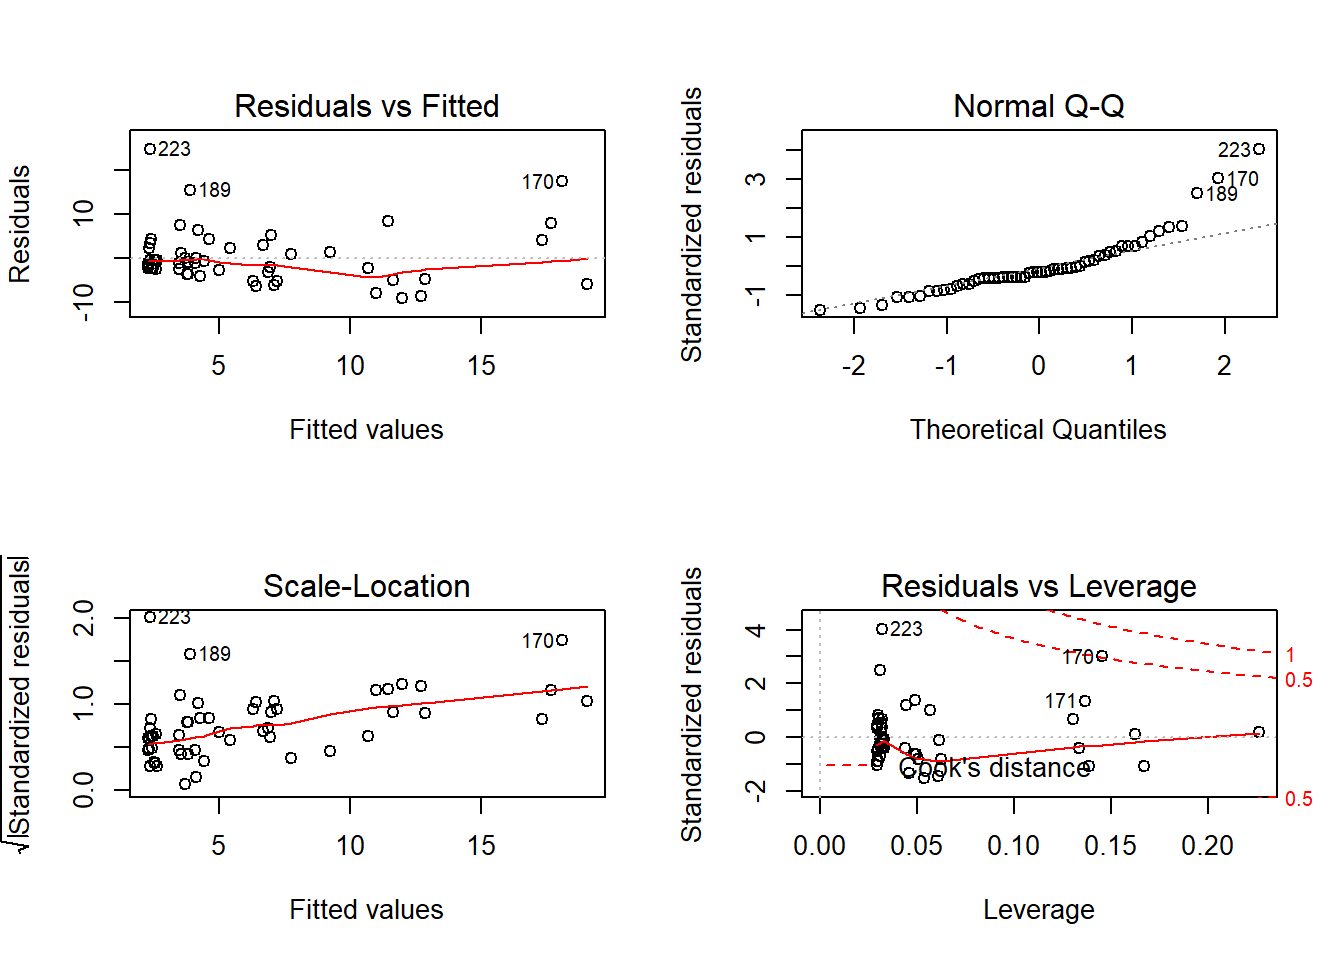 Residuals vs Fitted
Residuals
-10 10
223
189
170
5 10 15
Fitted values
Normal Q-Q
Standardized residuals
-1 1 3
223
170
189
-2 -1 0 1 2
Theoretical Quantiles
Scale-Location
√|Standardized residuals|
0.0 1.0 2.0
223
189
170
5 10 15
Fitted values
Residuals vs Leverage
Standardized residuals
-2 0 2 4
223
170
171
1
0.5
0.5
Cook's distance
0.00 0.05 0.10 0.15 0.20
Leverage